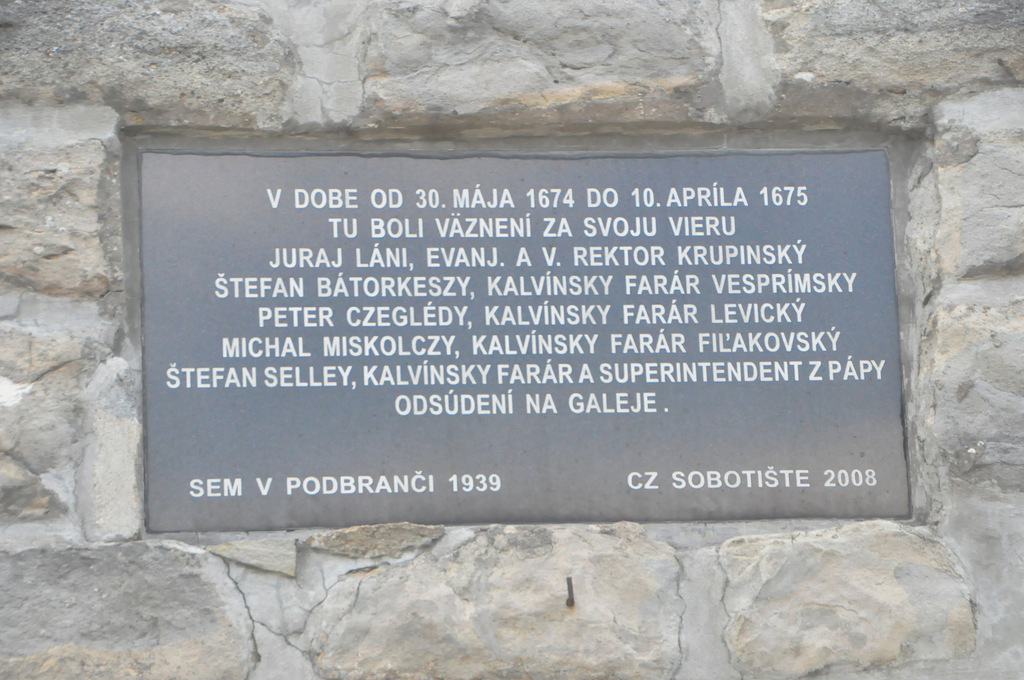 V DOBE OD 30. MÁJA 1674 DO 10. APRÍLA 1675
TU BOLI VÄZNENÍ ZA SVOJU VIERU
JURAJ LÁNI, EVANJ. A V. REKTOR KRUPINSKÝ
ŠTEFAN BÁTORKESZY, KALVÍNSKY FARÁR VESPRÍMSKY
PETER CZEGLÉDY, KALVÍNSKY FARÁR LEVICKÝ
MICHAL MISKOLCZY, KALVÍNSKY FARÁR FIĽAKOVSKÝ
ŠTEFAN SELLEY, KALVÍNSKY FARÁR A SUPERINTENDENT Z PÁPY
ODSÚDENÍ NA GALEJE.
SEM V PODBRANČI 1939 CZ SOBOTIŠTE 2008